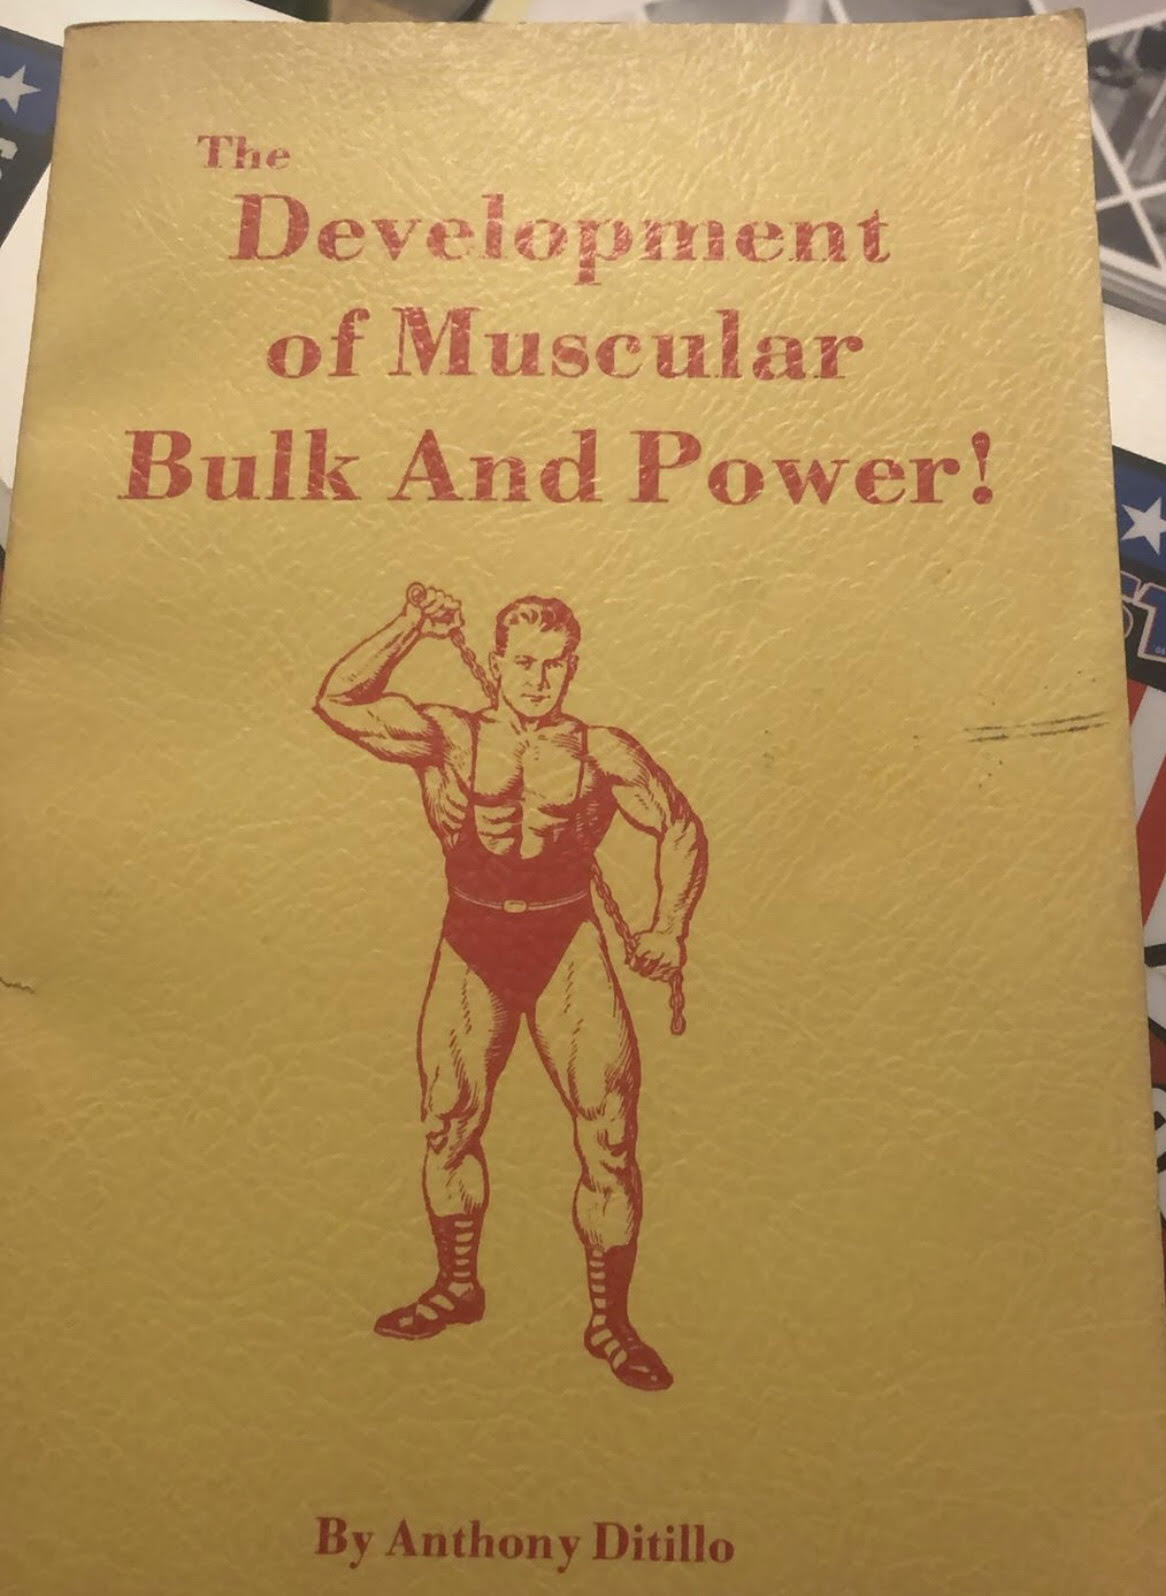 The
Development
of Muscular
Bulk And Power!
By Anthony Ditillo